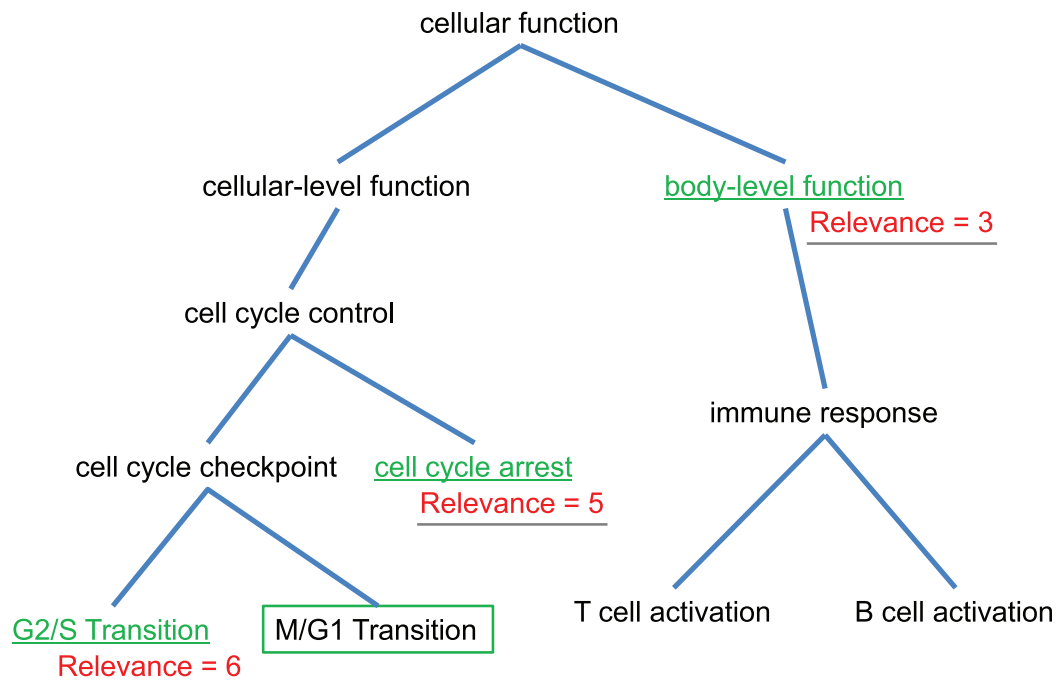 cellular function
cellular-level function
body-level function
Relevance = 3
cell cycle control
immune response
cell cycle checkpoint
cell cycle arrest
Relevance = 5
G2/S Transition
M/G1 Transition
T cell activation
B cell activation
Relevance = 6